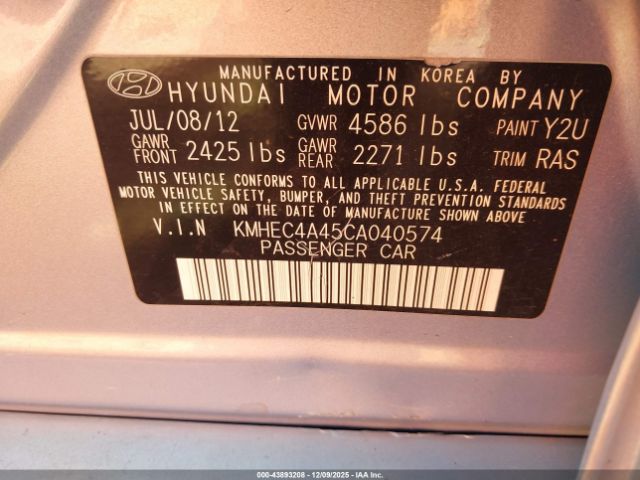 MANUFACTURED IN KOREA BY
HYUNDAI MOTOR COMPANY
JUL/08/12 GVWR 4586 lbs PAINT Y2U
GAWR FRONT 2425 lbs GAWR REAR 2271 lbs TRIM RAS
THIS VEHICLE CONFORMS TO ALL APPLICABLE U.S.A. FEDERAL
MOTOR VEHICLE SAFETY, BUMPER, AND THEFT PREVENTION STANDARDS
IN EFFECT ON THE DATE OF MANUFACTURE SHOWN ABOVE.
V.I.N KMHEC4A45CA040574
PASSENGER CAR
000-43893208 - 12/09/2025 - IAA Inc.